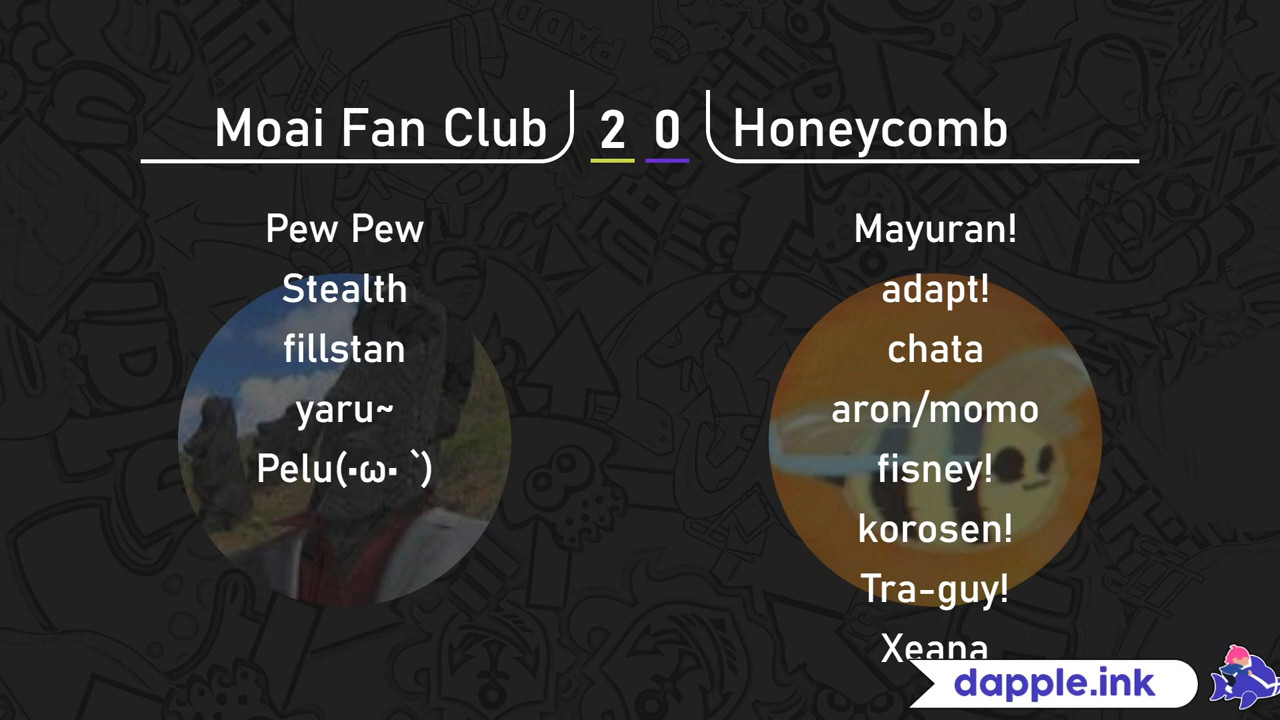 Moai Fan Club 2 0 Honeycomb
Pew Pew
Stealth
fillstan
yaru~
Pelu(･ω･ `)
Mayuran!
adapt!
chata
aron/momo
fisney!
korosen!
Tra-guy!
Xeana
dapple.ink